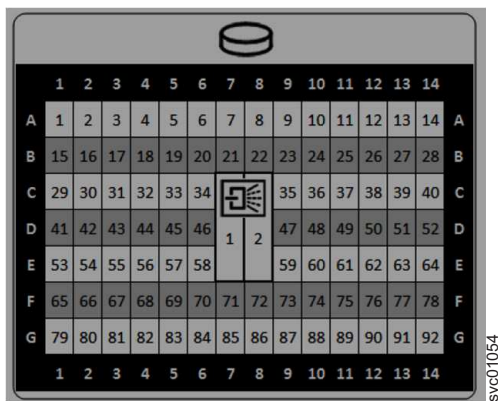 1 2 3 4 5 6 7 8 9 10 11 12 13 14
A 1 2 3 4 5 6 7 8 9 10 11 12 13 14 A
B 15 16 17 18 19 20 21 22 23 24 25 26 27 28 B
C 29 30 31 32 33 34 35 36 37 38 39 40 C
D 41 42 43 44 45 46 1 2 47 48 49 50 51 52 D
E 53 54 55 56 57 58 59 60 61 62 63 64 E
F 65 66 67 68 69 70 71 72 73 74 75 76 77 78 F
G 79 80 81 82 83 84 85 86 87 88 89 90 91 92 G
1 2 3 4 5 6 7 8 9 10 11 12 13 14
svc01054